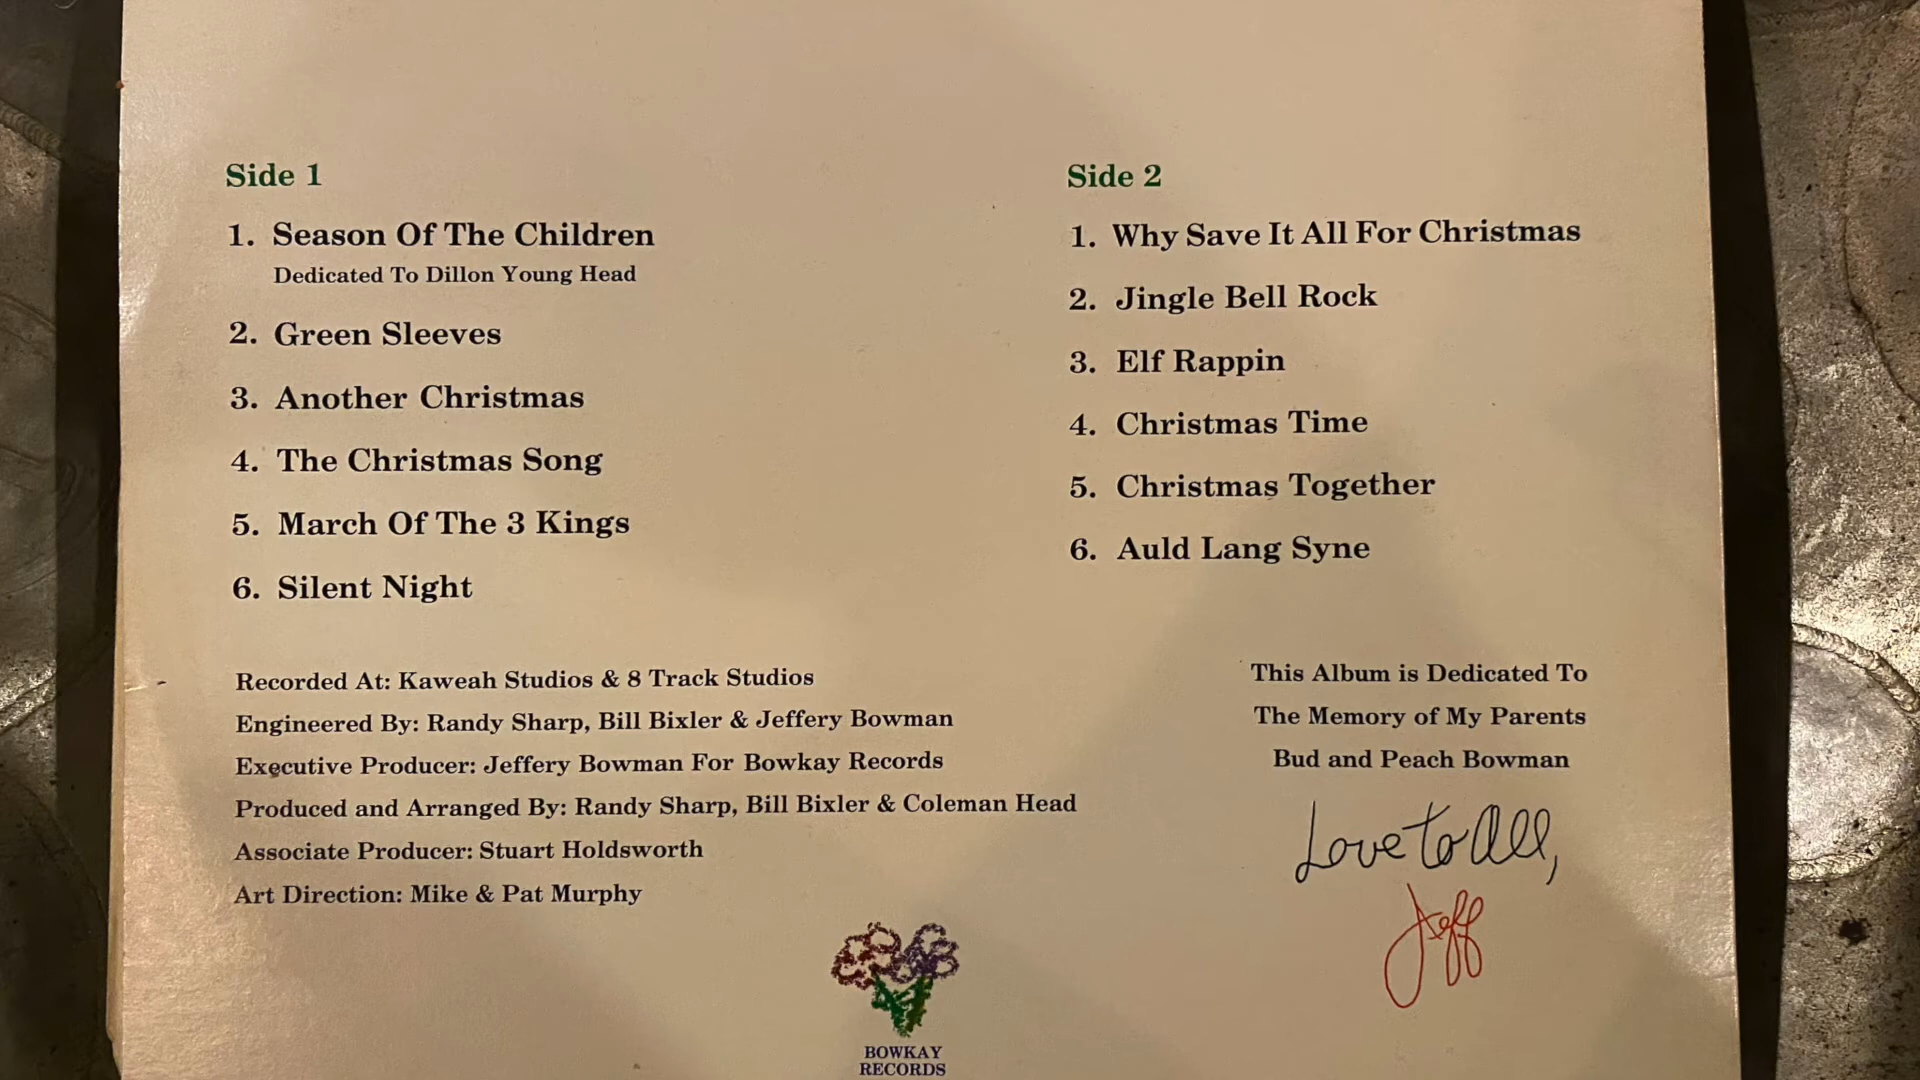 Side 1
1. Season Of The Children
Dedicated To Dillon Young Head
2. Green Sleeves
3. Another Christmas
4. The Christmas Song
5. March Of The 3 Kings
6. Silent Night
Side 2
1. Why Save It All For Christmas
2. Jingle Bell Rock
3. Elf Rappin
4. Christmas Time
5. Christmas Together
6. Auld Lang Syne
Recorded At: Kaweah Studios & 8 Track Studios
Engineered By: Randy Sharp, Bill Bixler & Jeffery Bowman
Executive Producer: Jeffery Bowman For Bowkay Records
Produced and Arranged By: Randy Sharp, Bill Bixler & Coleman Head
Associate Producer: Stuart Holdsworth
Art Direction: Mike & Pat Murphy
This Album is Dedicated To
The Memory of My Parents
Bud and Peach Bowman
Love to All,
Jeff
BOWKAY
RECORDS